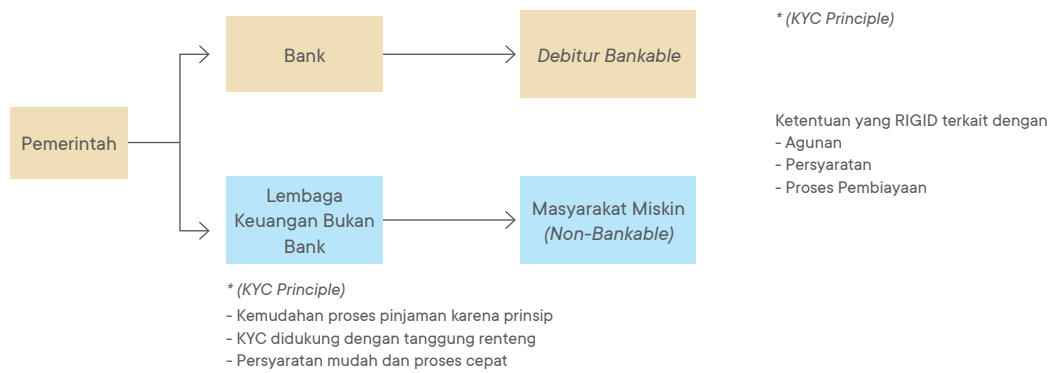 * (KYC Principle)
Bank
Debitur Bankable
Pemerintah
Ketentuan yang RIGID terkait dengan
- Agunan
- Persyaratan
- Proses Pembiayaan
Lembaga
Keuangan Bukan
Bank
Masyarakat Miskin
(Non-Bankable)
* (KYC Principle)
- Kemudahan proses pinjaman karena prinsip
- KYC didukung dengan tanggung renteng
- Persyaratan mudah dan proses cepat